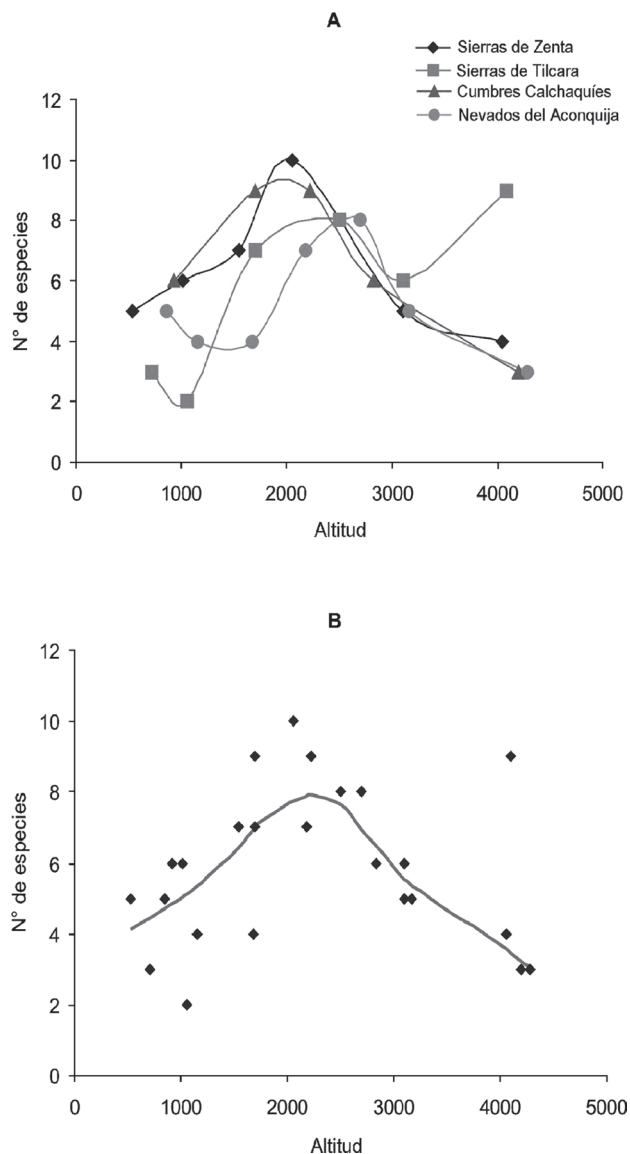 A
Sierras de Zenta
Sierras de Tilcara
Cumbres Calchaquíes
Nevados del Aconquija
12
10
8
6
4
2
0
N° de especies
0 1000 2000 3000 4000 5000
Altitud
B
12
10
8
6
4
2
0
N° de especies
0 1000 2000 3000 4000 5000
Altitud